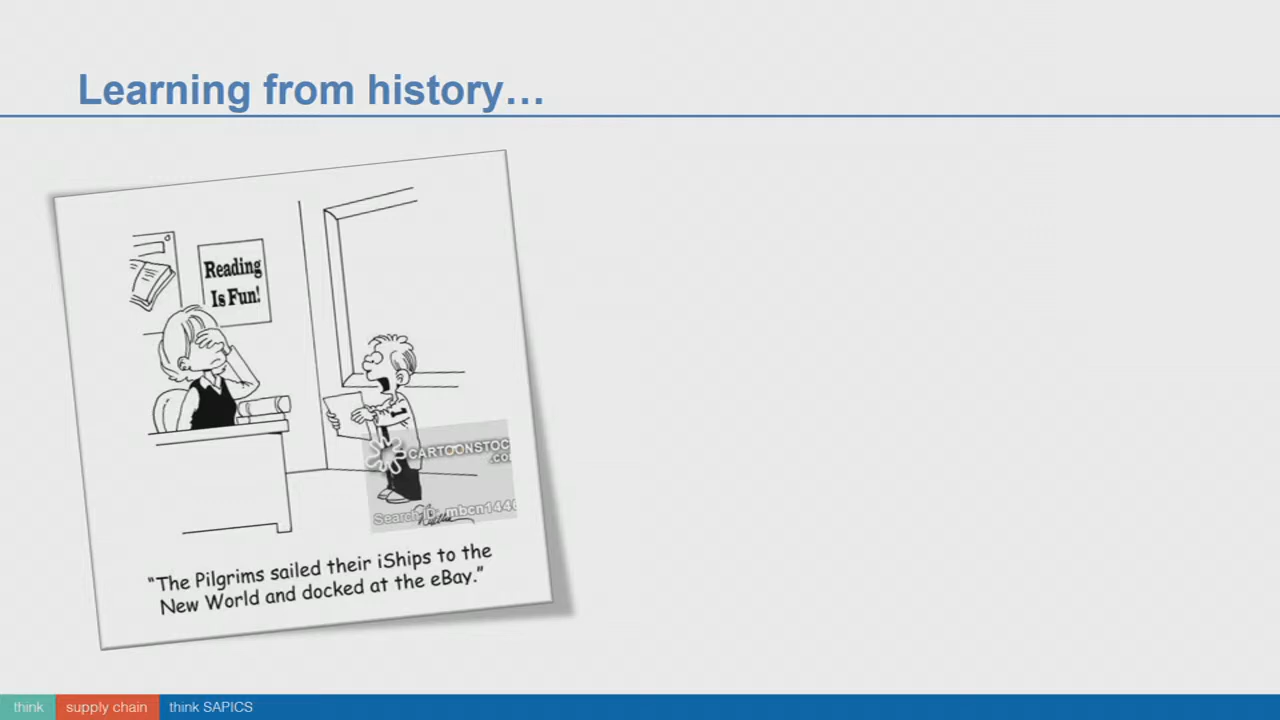 Learning from history…
Reading
Is Fun!
CARTOONSTOC
.CO
Search ID: mbcn144
"The Pilgrims sailed their iShips to the
New World and docked at the eBay."
think supply chain think SAPICS